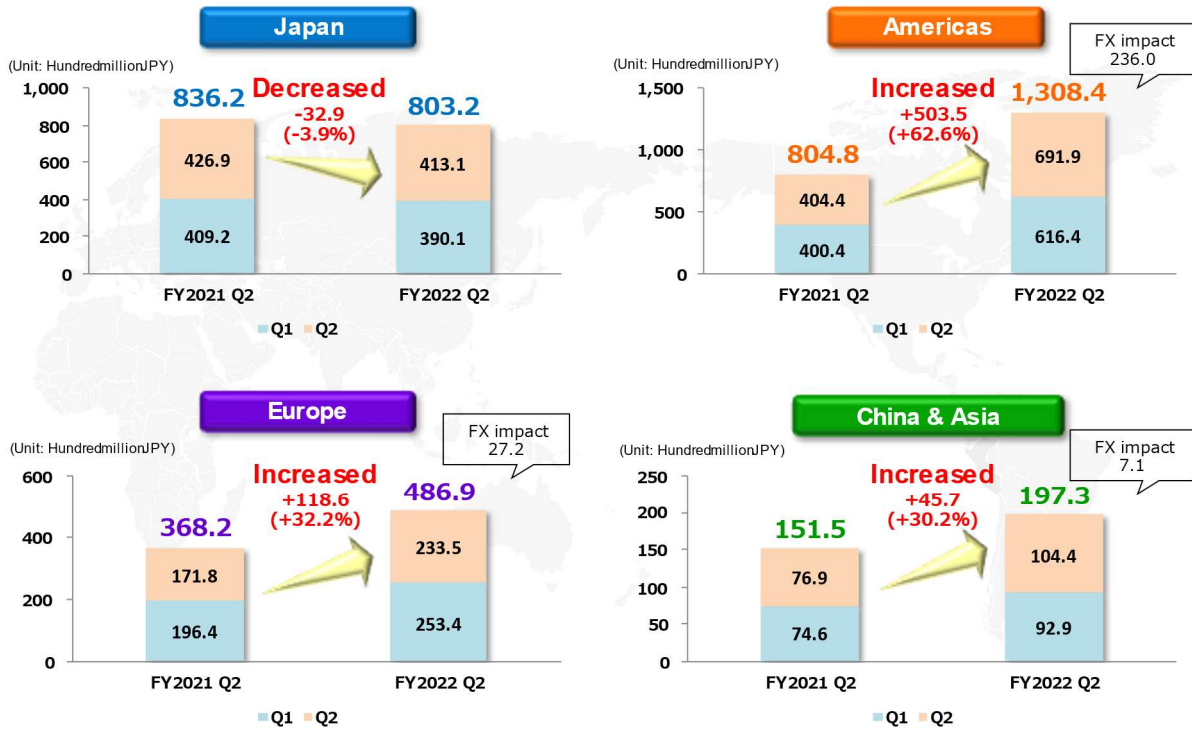 Japan
(Unit: HundredmillionJPY)
Decreased
-32.9
(-3.9%)
836.2
803.2
1,000
800
600
400
200
0
426.9
409.2
413.1
390.1
FY2021 Q2
FY2022 Q2
Q1 Q2
Americas
FX impact
236.0
(Unit: HundredmillionJPY)
Increased
+503.5
(+62.6%)
804.8
1,308.4
1,500
1,000
500
0
404.4
400.4
691.9
616.4
FY2021 Q2
FY2022 Q2
Q1 Q2
Europe
FX impact
27.2
(Unit: HundredmillionJPY)
Increased
+118.6
(+32.2%)
368.2
486.9
600
400
200
0
171.8
196.4
233.5
253.4
FY2021 Q2
FY2022 Q2
Q1 Q2
China & Asia
FX impact
7.1
(Unit: HundredmillionJPY)
Increased
+45.7
(+30.2%)
151.5
197.3
250
200
150
100
50
0
76.9
74.6
104.4
92.9
FY2021 Q2
FY2022 Q2
Q1 Q2